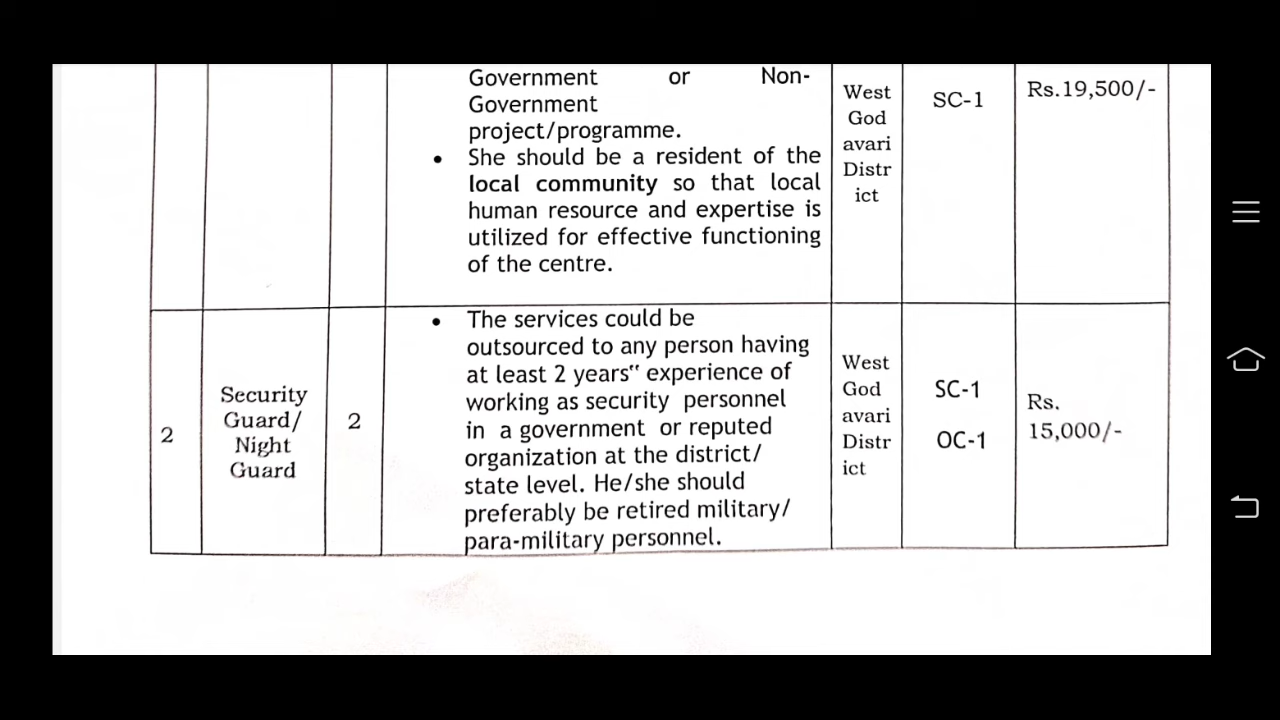 Government or Non-
Government
project/programme.
• She should be a resident of the
local community so that local
human resource and expertise is
utilized for effective functioning
of the centre.
West
God
avari
Distr
ict
SC-1
Rs.19,500/-
2
Security
Guard/
Night
Guard
2
• The services could be
outsourced to any person having
at least 2 years‟ experience of
working as security personnel
in a government or reputed
organization at the district/
state level. He/she should
preferably be retired military/
para-military personnel.
West
God
avari
Distr
ict
SC-1
OC-1
Rs.
15,000/-